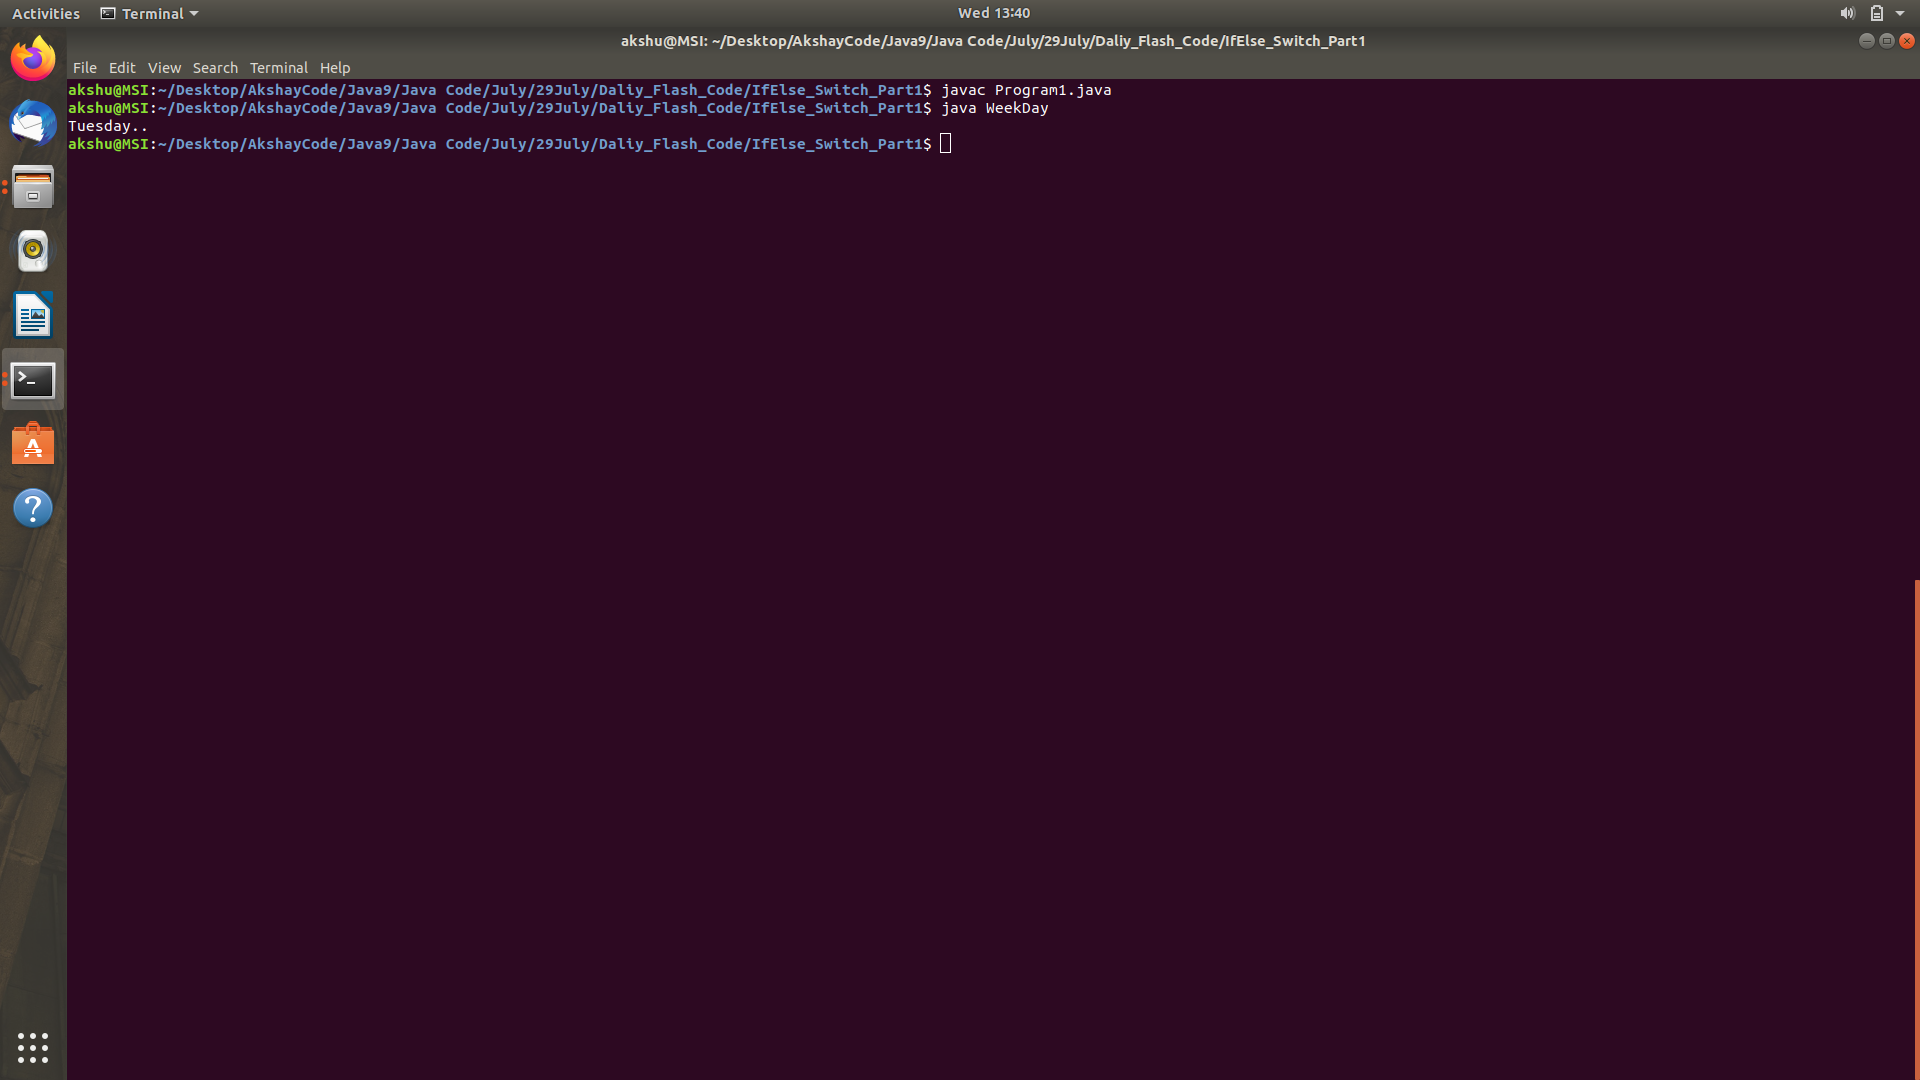 Activities Terminal Wed 13:40
akshu@MSI: ~/Desktop/AkshayCode/Java9/Java Code/July/29July/Daliy_Flash_Code/IfElse_Switch_Part1
File Edit View Search Terminal Help
akshu@MSI:~/Desktop/AkshayCode/Java9/Java Code/July/29July/Daliy_Flash_Code/IfElse_Switch_Part1$ javac Program1.java
akshu@MSI:~/Desktop/AkshayCode/Java9/Java Code/July/29July/Daliy_Flash_Code/IfElse_Switch_Part1$ java WeekDay
Tuesday..
akshu@MSI:~/Desktop/AkshayCode/Java9/Java Code/July/29July/Daliy_Flash_Code/IfElse_Switch_Part1$